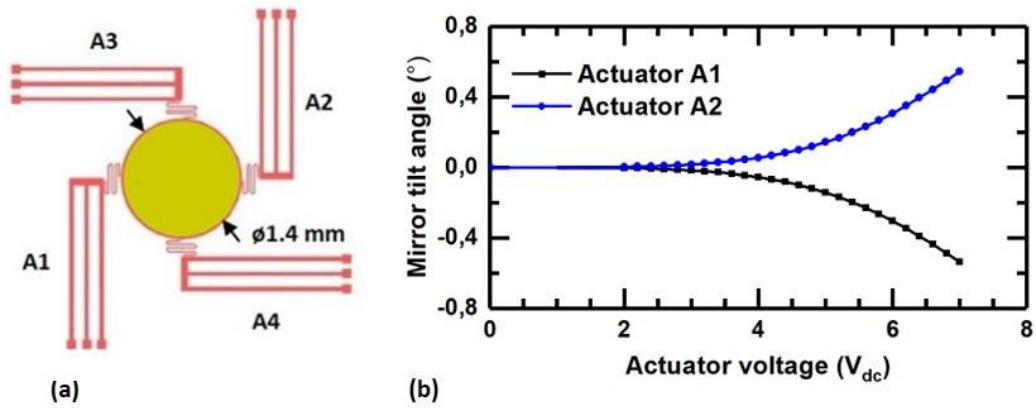 A3
A2
A1
A4
ø1.4 mm
(a)
Mirror tilt angle (°)
0,8
0,4
0,0
-0,4
-0,8
Actuator A1
Actuator A2
0 2 4 6 8
Actuator voltage (Vdc)
(b)